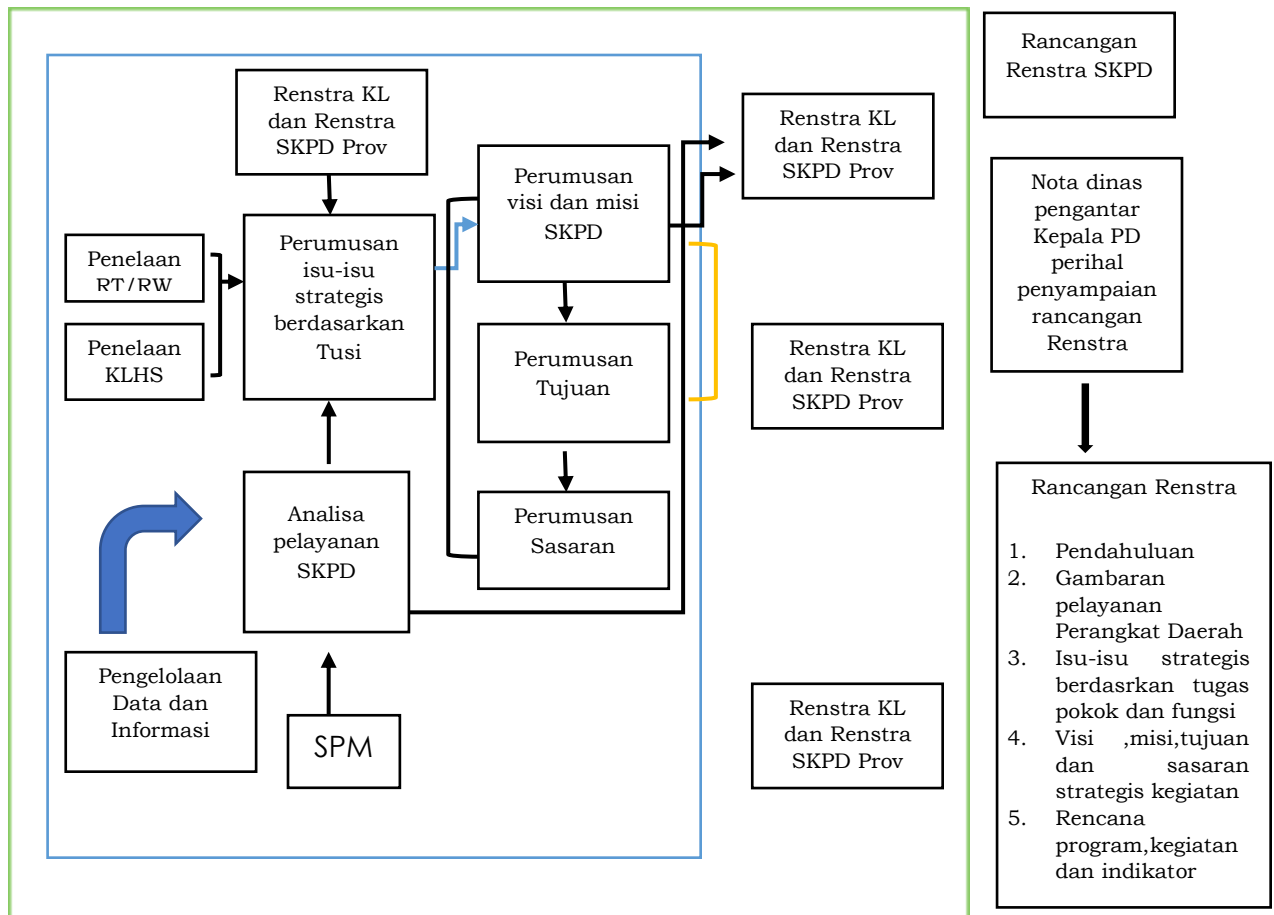 Renstra KL
dan Renstra
SKPD Prov
Penelaan
RT/RW
Penelaan
KLHS
Perumusan
isu-isu
strategis
berdasarkan
Tusi
Analisa
pelayanan
SKPD
Pengelolaan
Data dan
Informasi
SPM
Perumusan
visi dan misi
SKPD
Perumusan
Tujuan
Perumusan
Sasaran
Renstra KL
dan Renstra
SKPD Prov
Renstra KL
dan Renstra
SKPD Prov
Renstra KL
dan Renstra
SKPD Prov
Rancangan
Renstra SKPD
Nota dinas
pengantar
Kepala PD
perihal
penyampaian
rancangan
Renstra
Rancangan Renstra
1. Pendahuluan
2. Gambaran
pelayanan
Perangkat Daerah
3. Isu-isu strategis
berdasrkan tugas
pokok dan fungsi
4. Visi ,misi,tujuan
dan sasaran
strategis kegiatan
5. Rencana
program,kegiatan
dan indikator